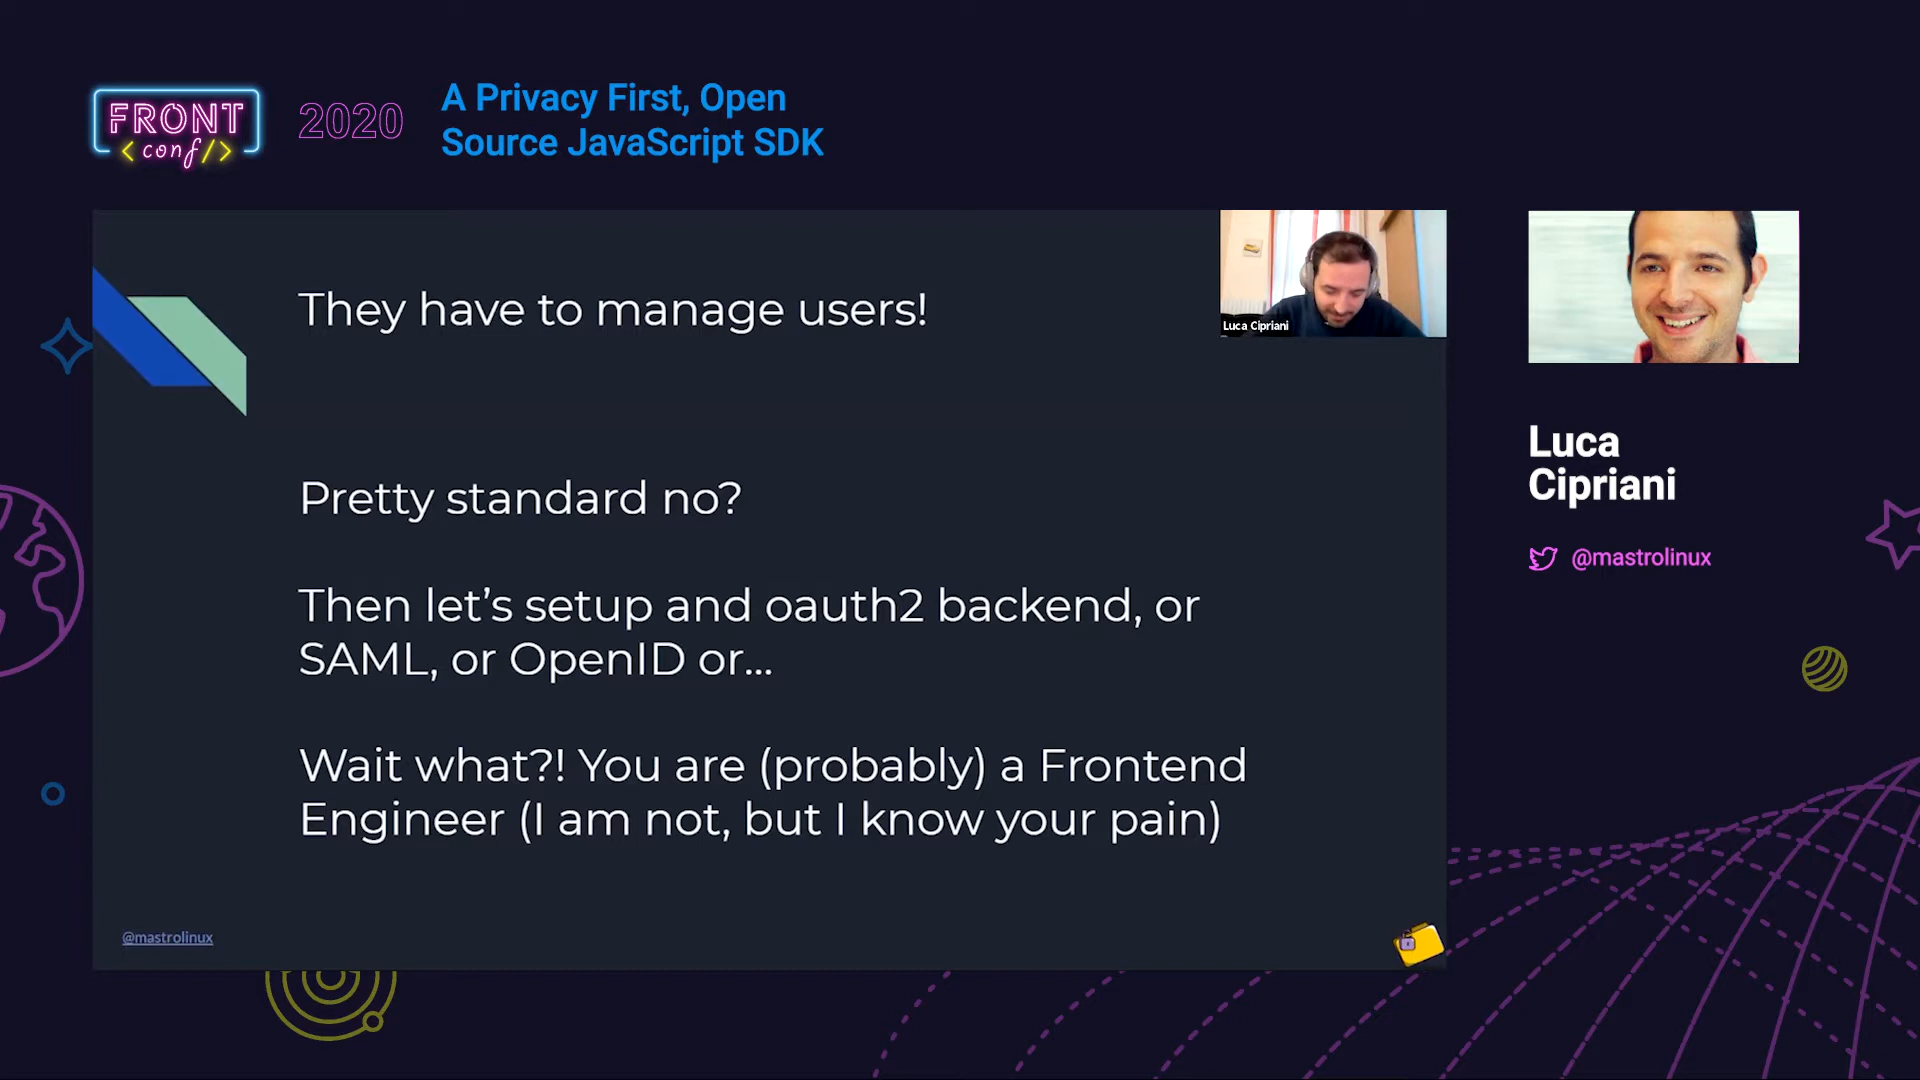 FRONT
<conf/>
2020
A Privacy First, Open
Source JavaScript SDK
They have to manage users!
Luca Cipriani
Pretty standard no?
Then let’s setup and oauth2 backend, or
SAML, or OpenID or...
Wait what?! You are (probably) a Frontend
Engineer (I am not, but I know your pain)
@mastrolinux
Luca
Cipriani
@mastrolinux